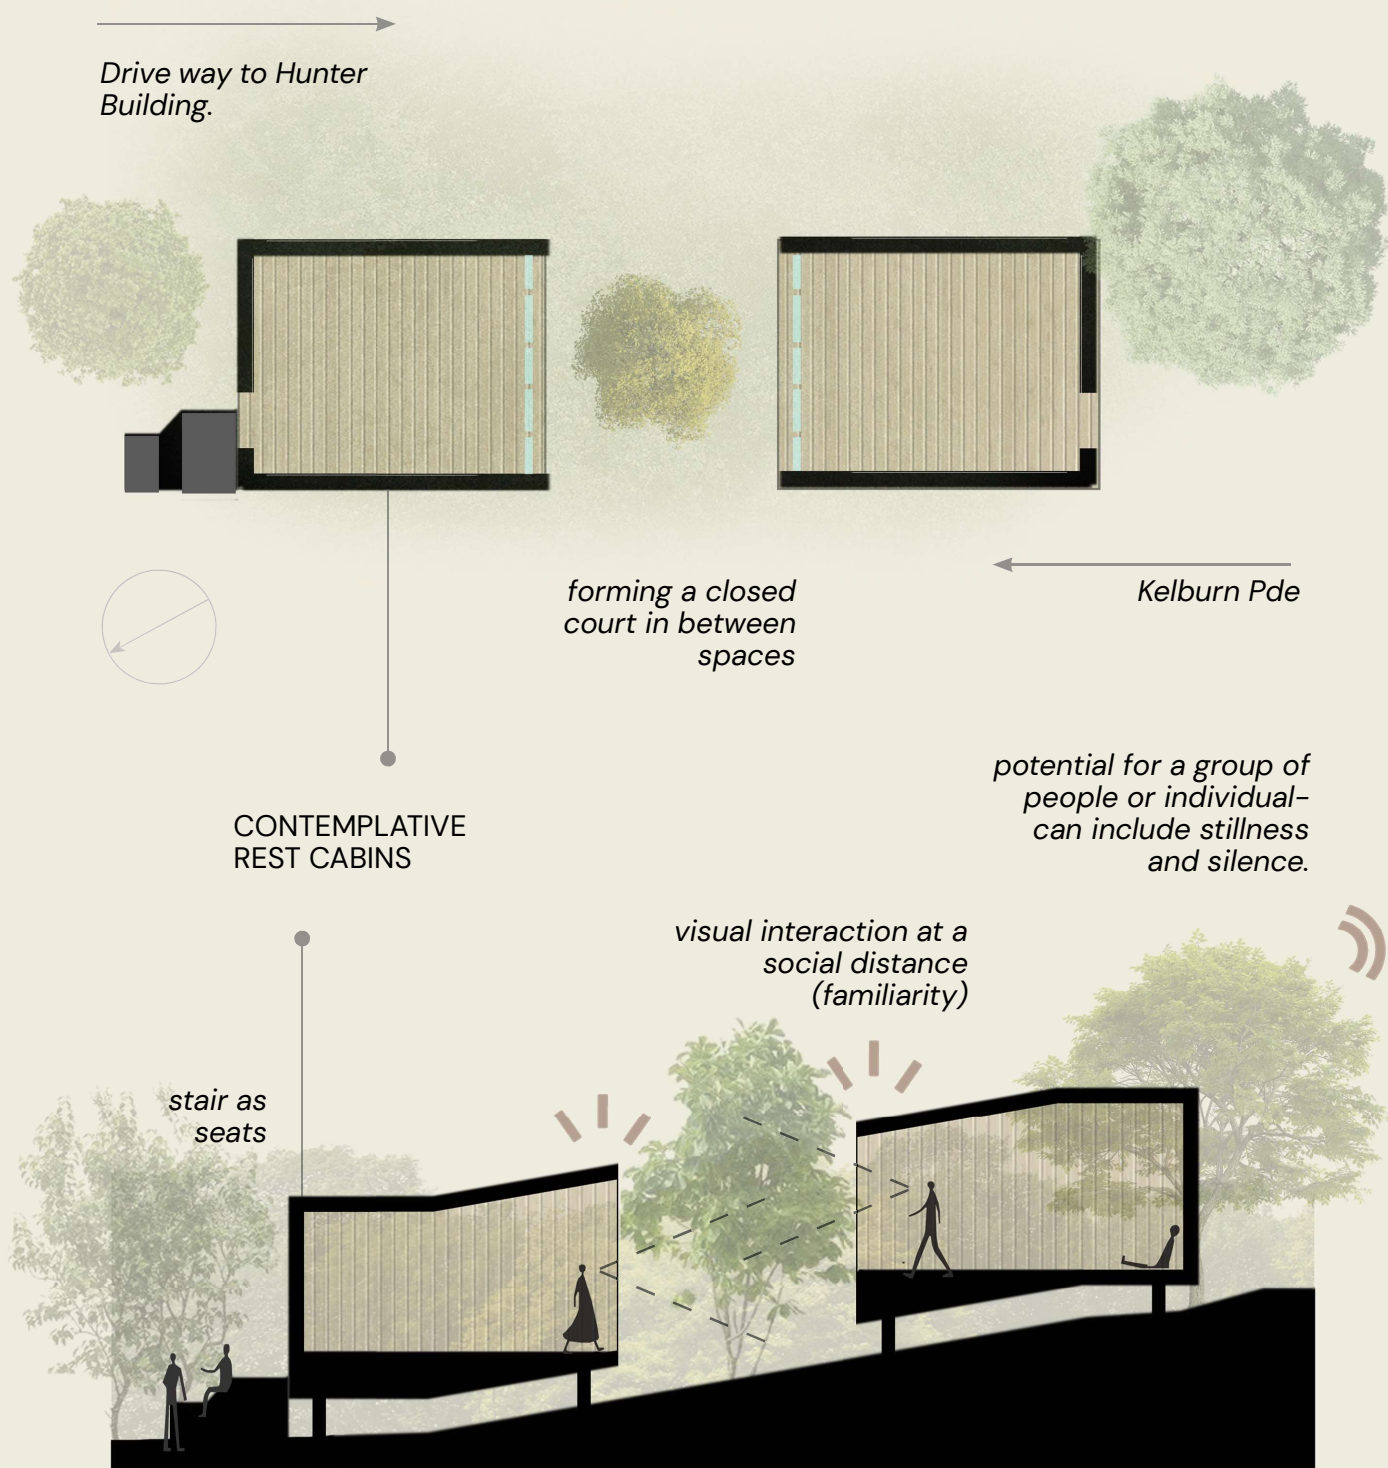 Drive way to Hunter
Building.
forming a closed
court in between
spaces
Kelburn Pde
CONTEMPLATIVE
REST CABINS
potential for a group of
people or individual-
can include stillness
and silence.
visual interaction at a
social distance
(familiarity)
stair as
seats